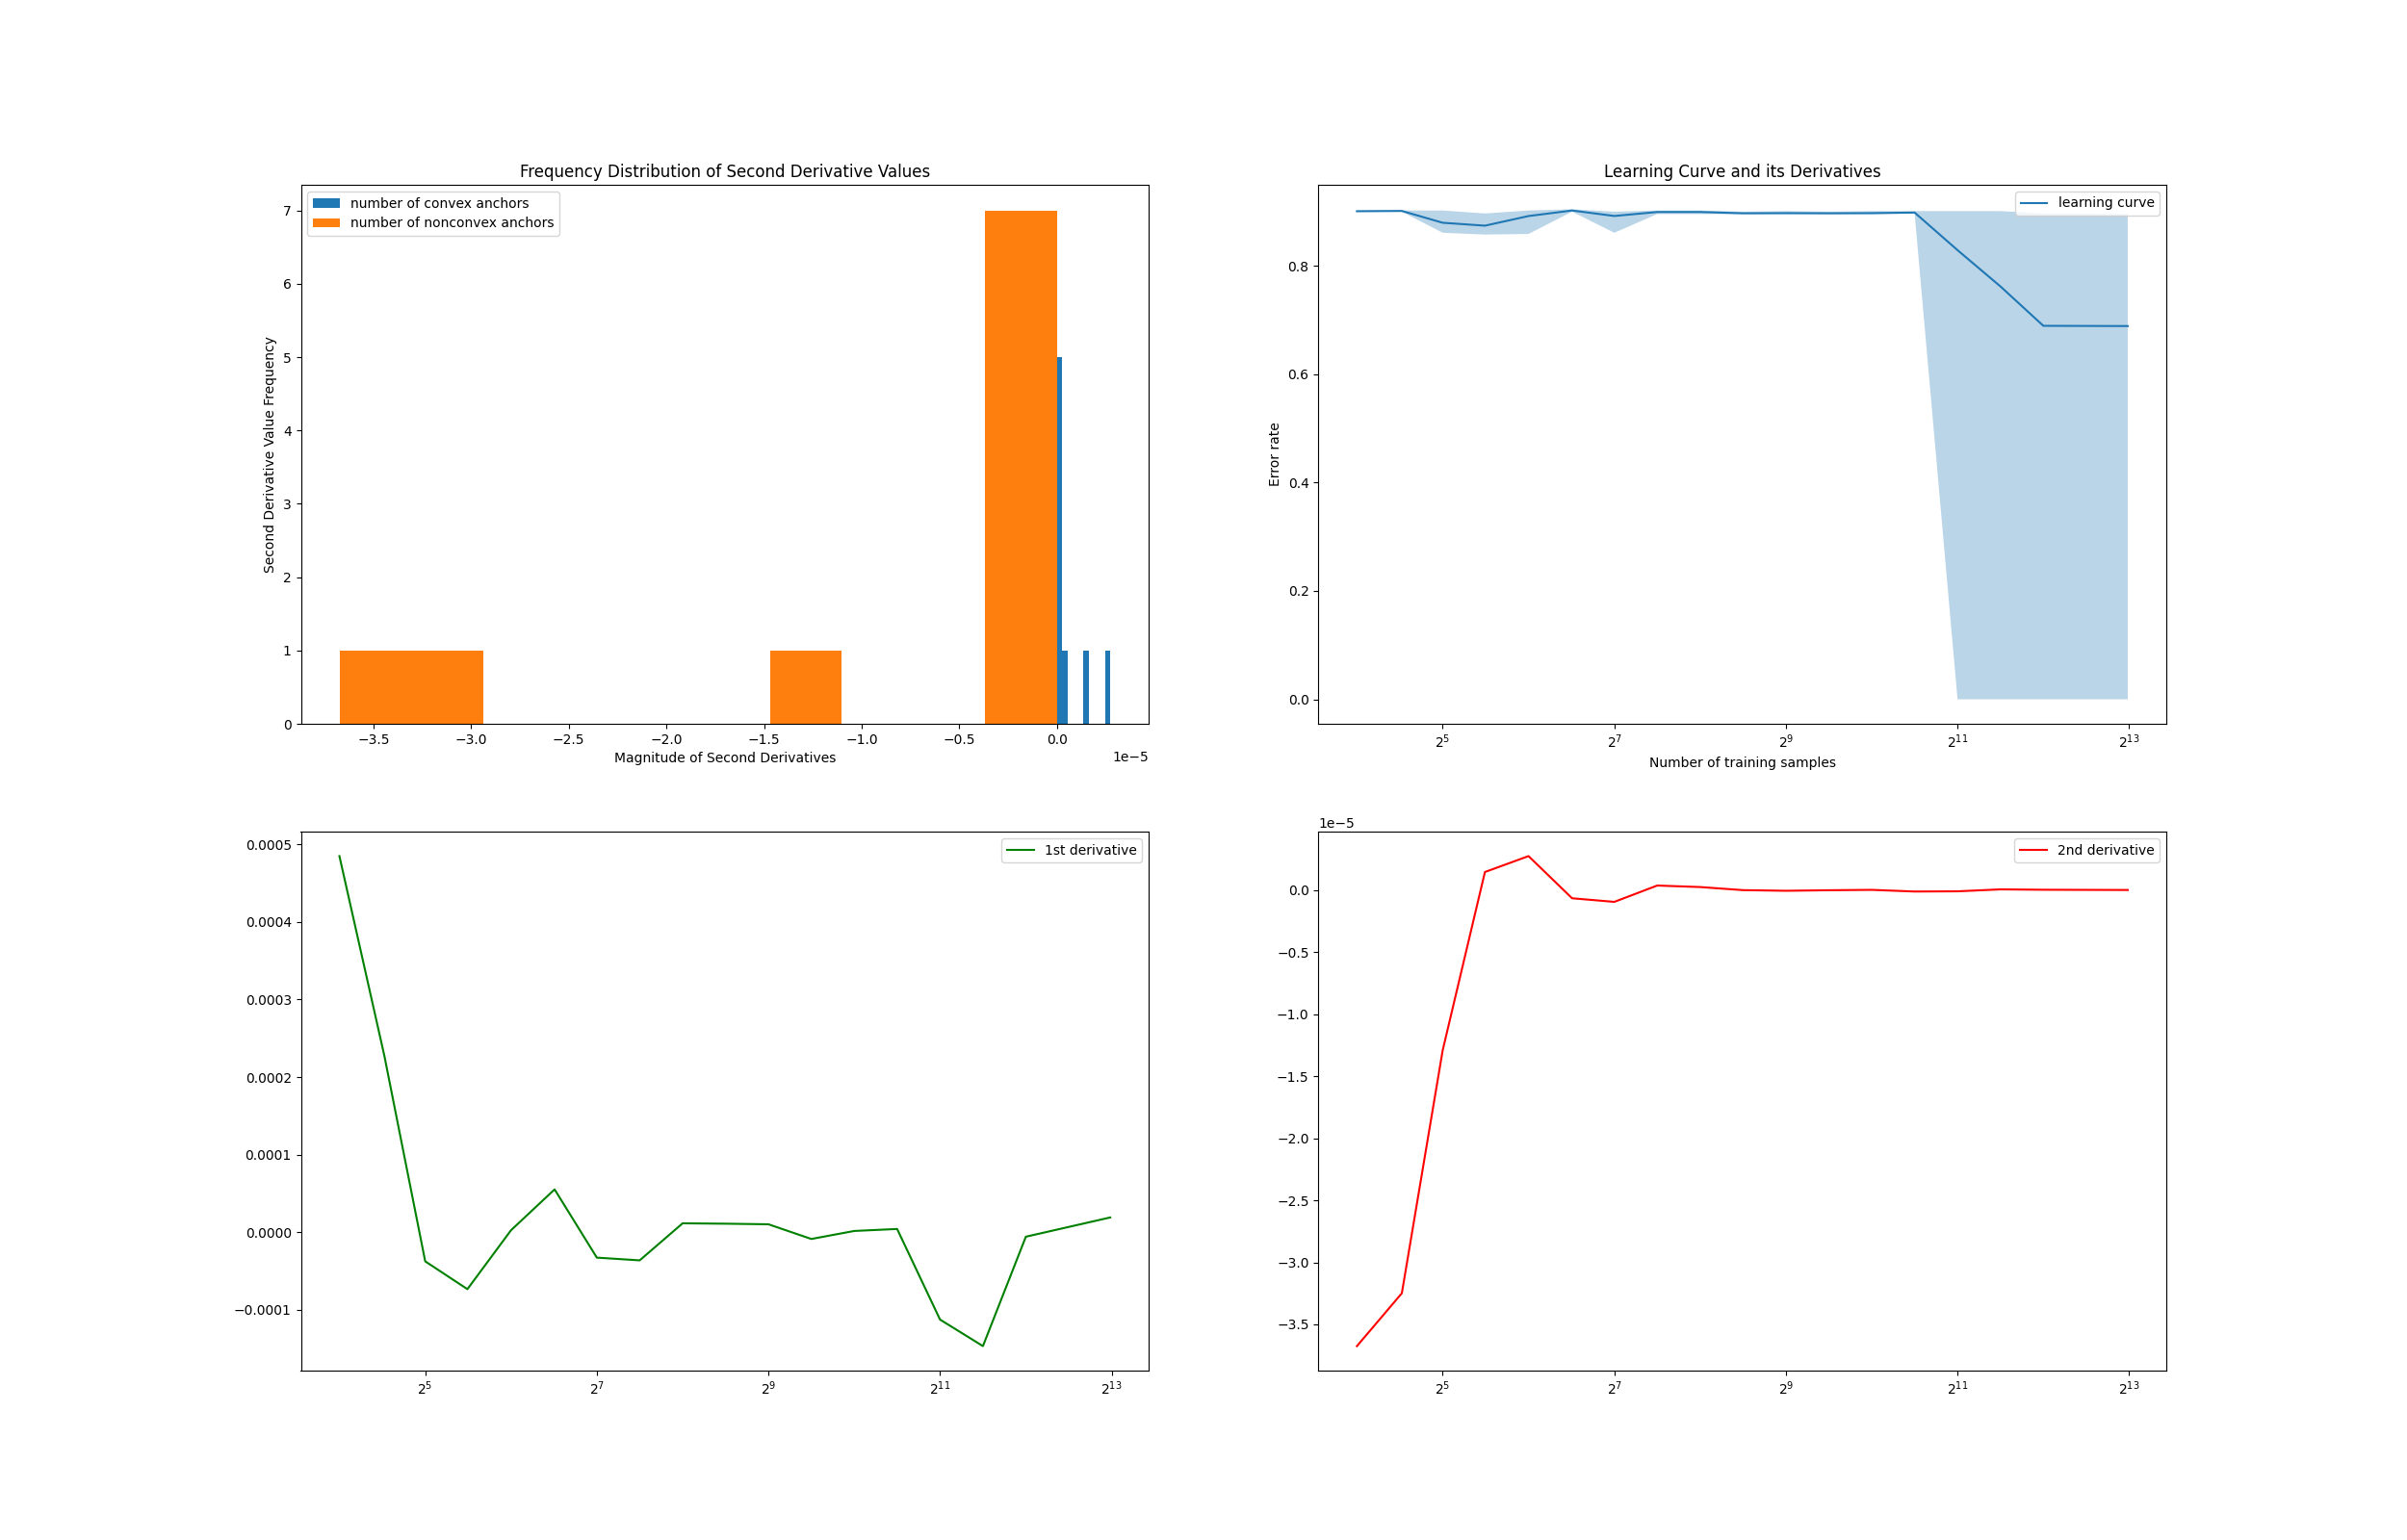 Frequency Distribution of Second Derivative Values
number of convex anchors
number of nonconvex anchors
Second Derivative Value Frequency
7
6
5
4
3
2
1
0
−3.5 −3.0 −2.5 −2.0 −1.5 −1.0 −0.5 0.0
1e−5
Magnitude of Second Derivatives
Learning Curve and its Derivatives
learning curve
Error rate
0.8
0.6
0.4
0.2
0.0
2^5 2^7 2^9 2^11 2^13
Number of training samples
1st derivative
0.0005
0.0004
0.0003
0.0002
0.0001
0.0000
−0.0001
2^5 2^7 2^9 2^11 2^13
1e−5
2nd derivative
0.0
−0.5
−1.0
−1.5
−2.0
−2.5
−3.0
−3.5
2^5 2^7 2^9 2^11 2^13